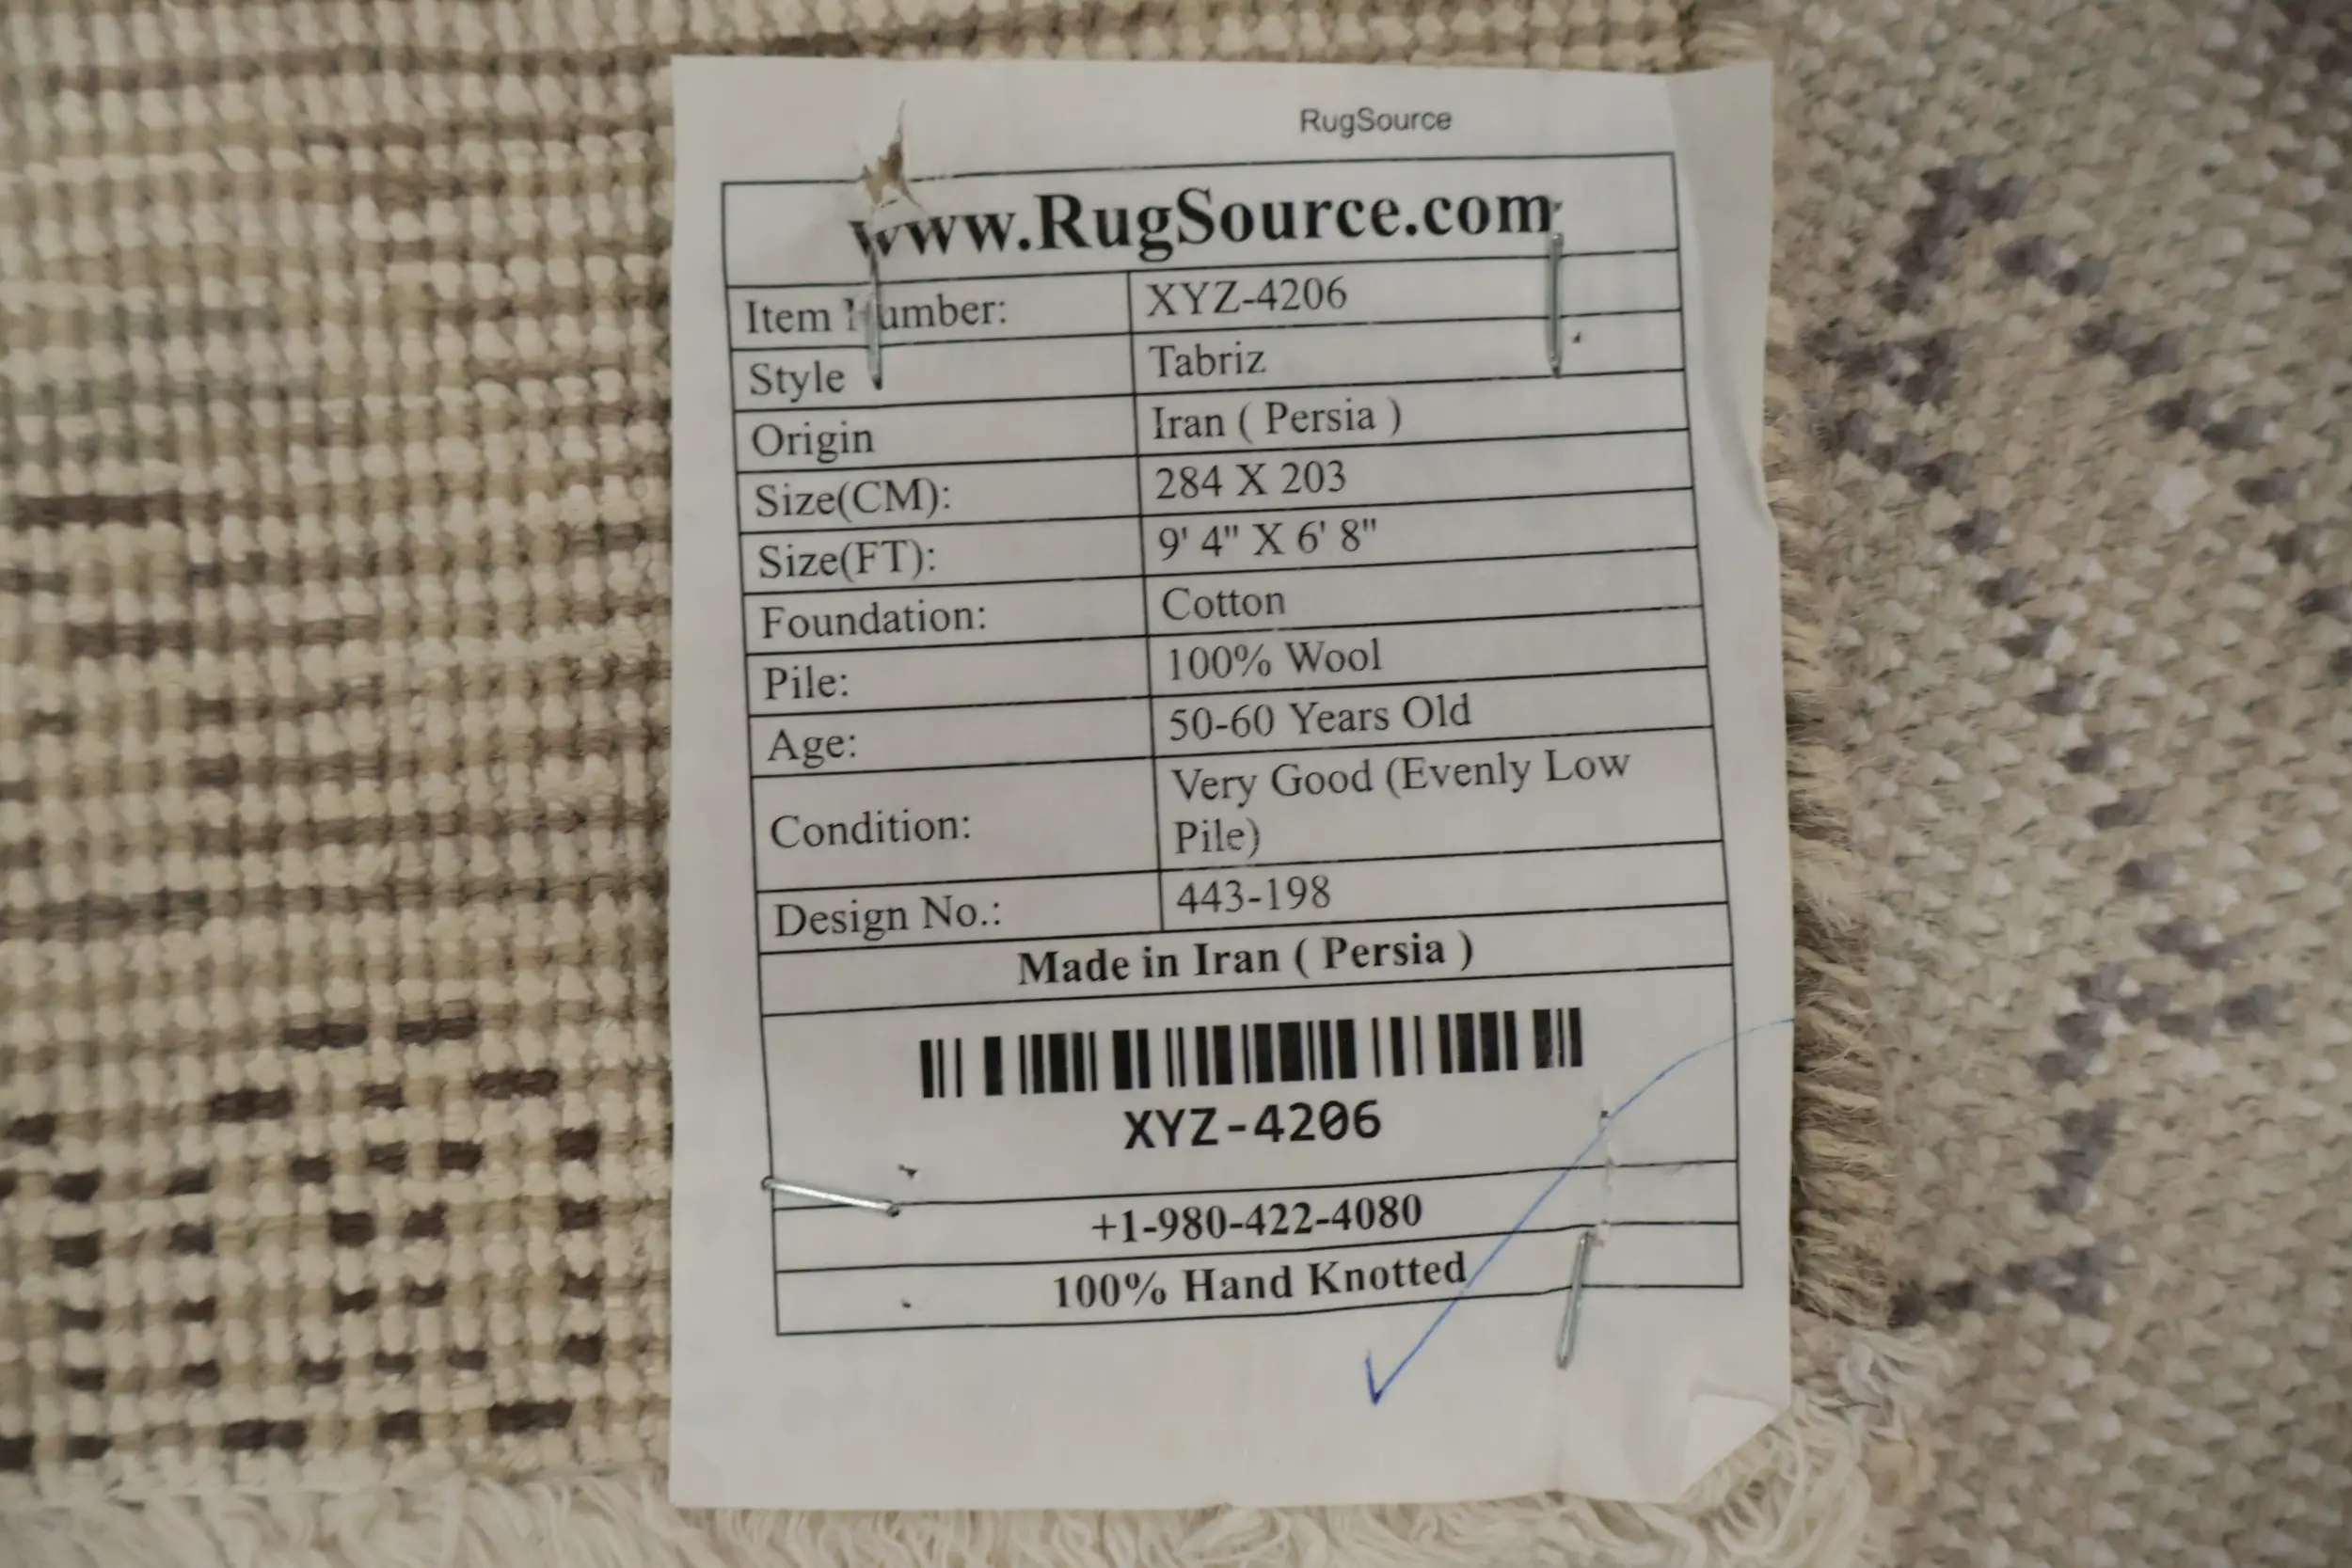 RugSource
www.RugSource.com
Item Number: XYZ-4206
Style Tabriz
Origin Iran ( Persia )
Size(CM): 284 X 203
Size(FT): 9' 4" X 6' 8"
Foundation: Cotton
Pile: 100% Wool
Age: 50-60 Years Old
Condition: Very Good (Evenly Low
Pile)
Design No.: 443-198
Made in Iran ( Persia )
XYZ-4206
+1-980-422-4080
100% Hand Knotted